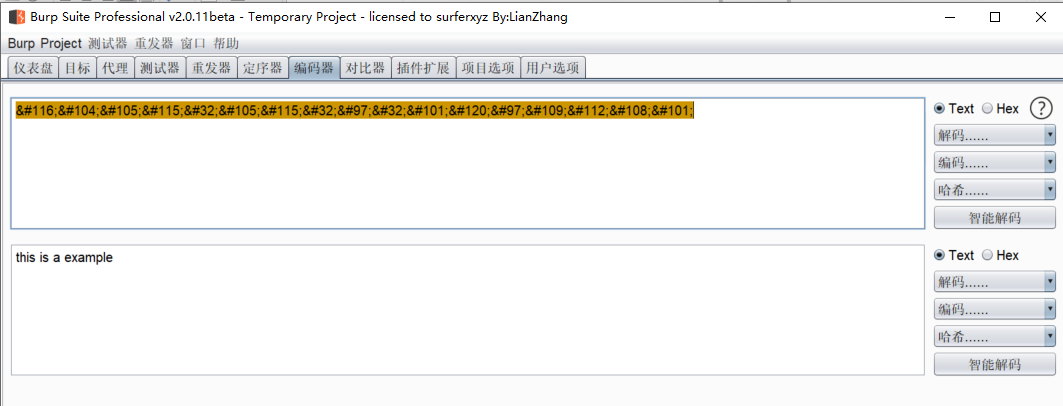 Burp Suite Professional v2.0.11beta - Temporary Project - licensed to surferxyz By:LianZhang
Burp Project 测试器 重发器 窗口 帮助
仪表盘 目标 代理 测试器 重发器 定序器 编码器 对比器 插件扩展 项目选项 用户选项
&#116;&#104;&#105;&#115;&#32;&#105;&#115;&#32;&#97;&#32;&#101;&#120;&#97;&#109;&#112;&#108;&#101;
Text Hex ?
解码......
编码......
哈希......
智能解码
this is a example
Text Hex
解码......
编码......
哈希......
智能解码